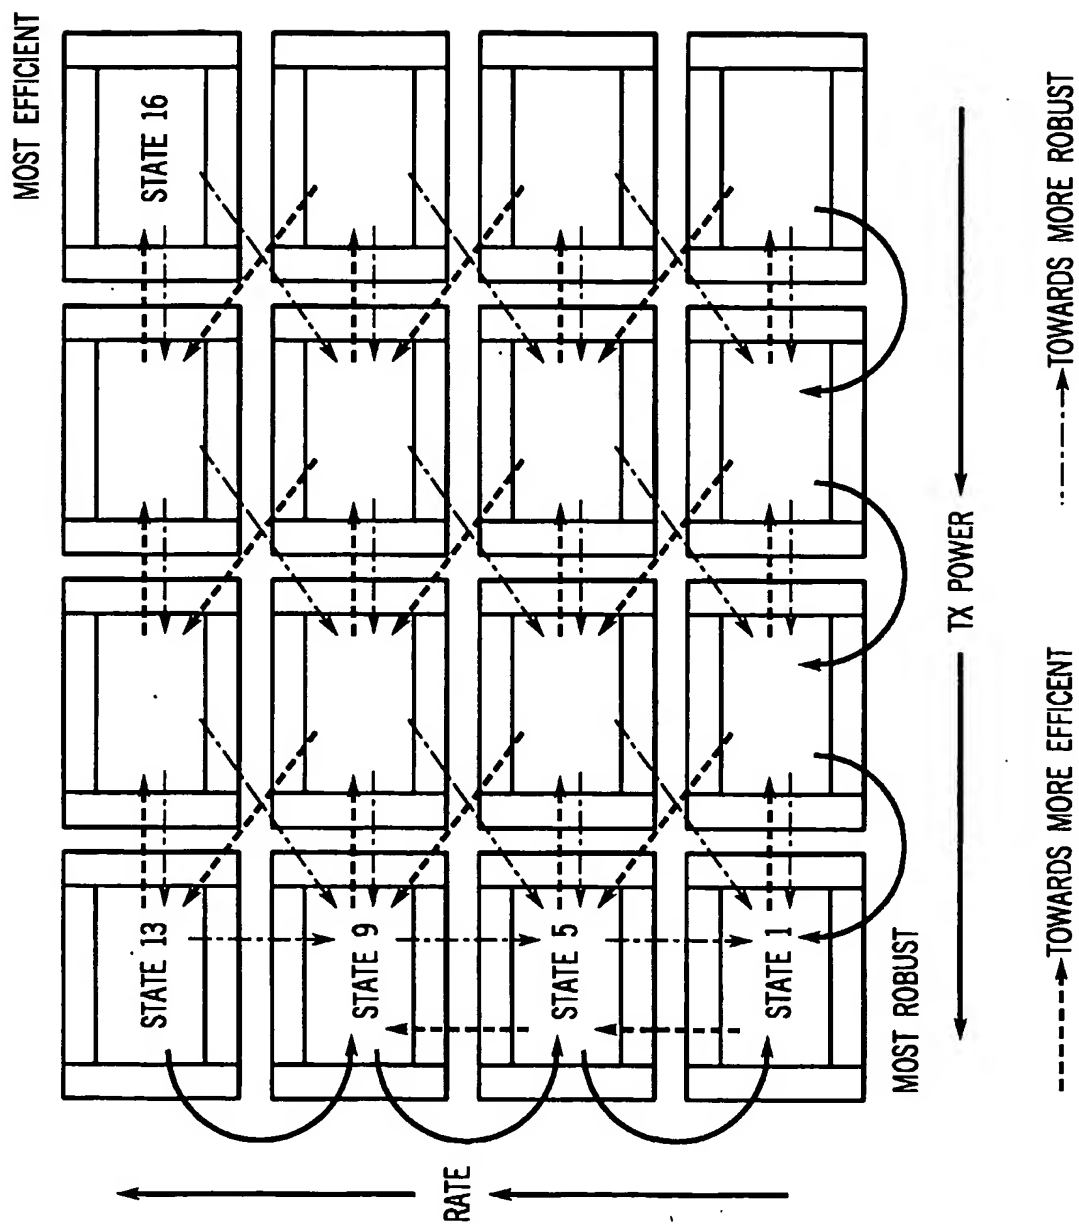 MOST EFFICIENT
STATE 16
STATE 13
STATE 9
STATE 5
STATE 1
MOST ROBUST
RATE
TX POWER
TOWARDS MORE EFFICENT
TOWARDS MORE ROBUST